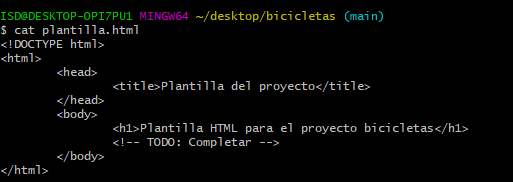 ISD@DESKTOP-OPI7PU1 MINGW64 ~/desktop/bicicletas (main)
$ cat plantilla.html
<!DOCTYPE html>
<html>
        <head>
                <title>Plantilla del proyecto</title>
        </head>
        <body>
                <h1>Plantilla HTML para el proyecto bicicletas</h1>
                <!-- TODO: Completar -->
        </body>
</html>